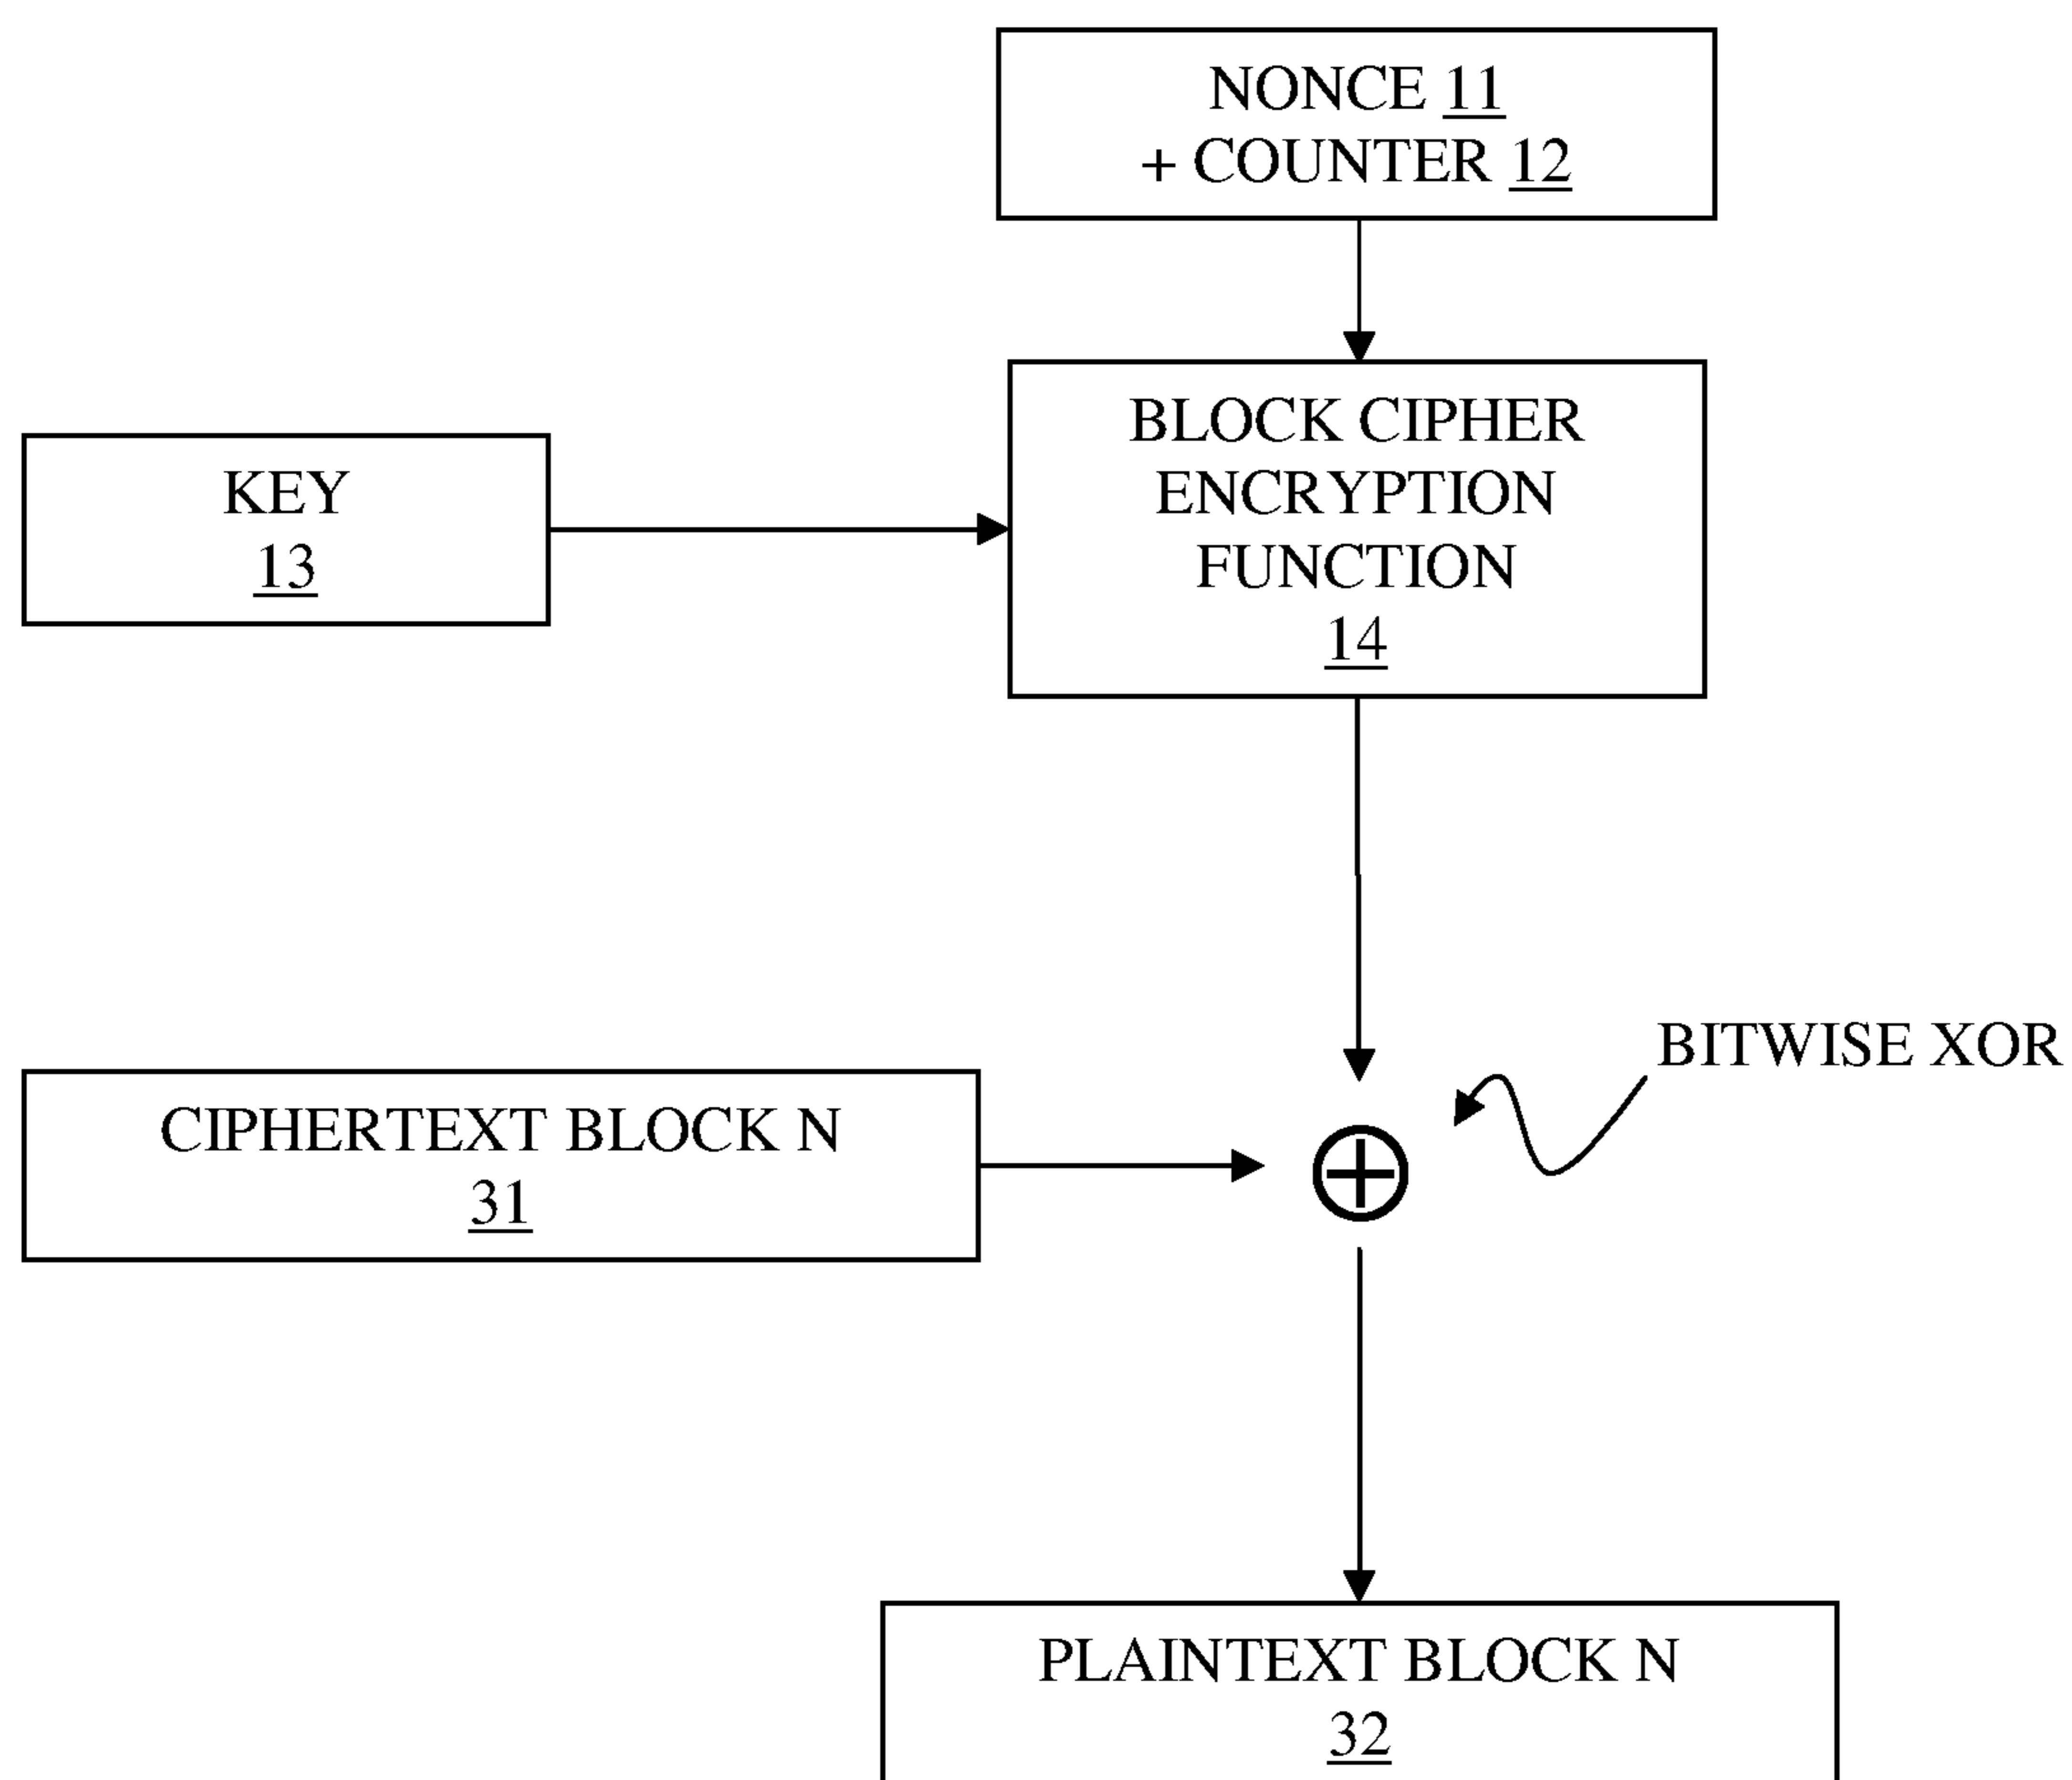 NONCE 11
+ COUNTER 12
BLOCK CIPHER
ENCRYPTION
FUNCTION
14
KEY
13
BITWISE XOR
CIPHERTEXT BLOCK N
31
PLAINTEXT BLOCK N
32